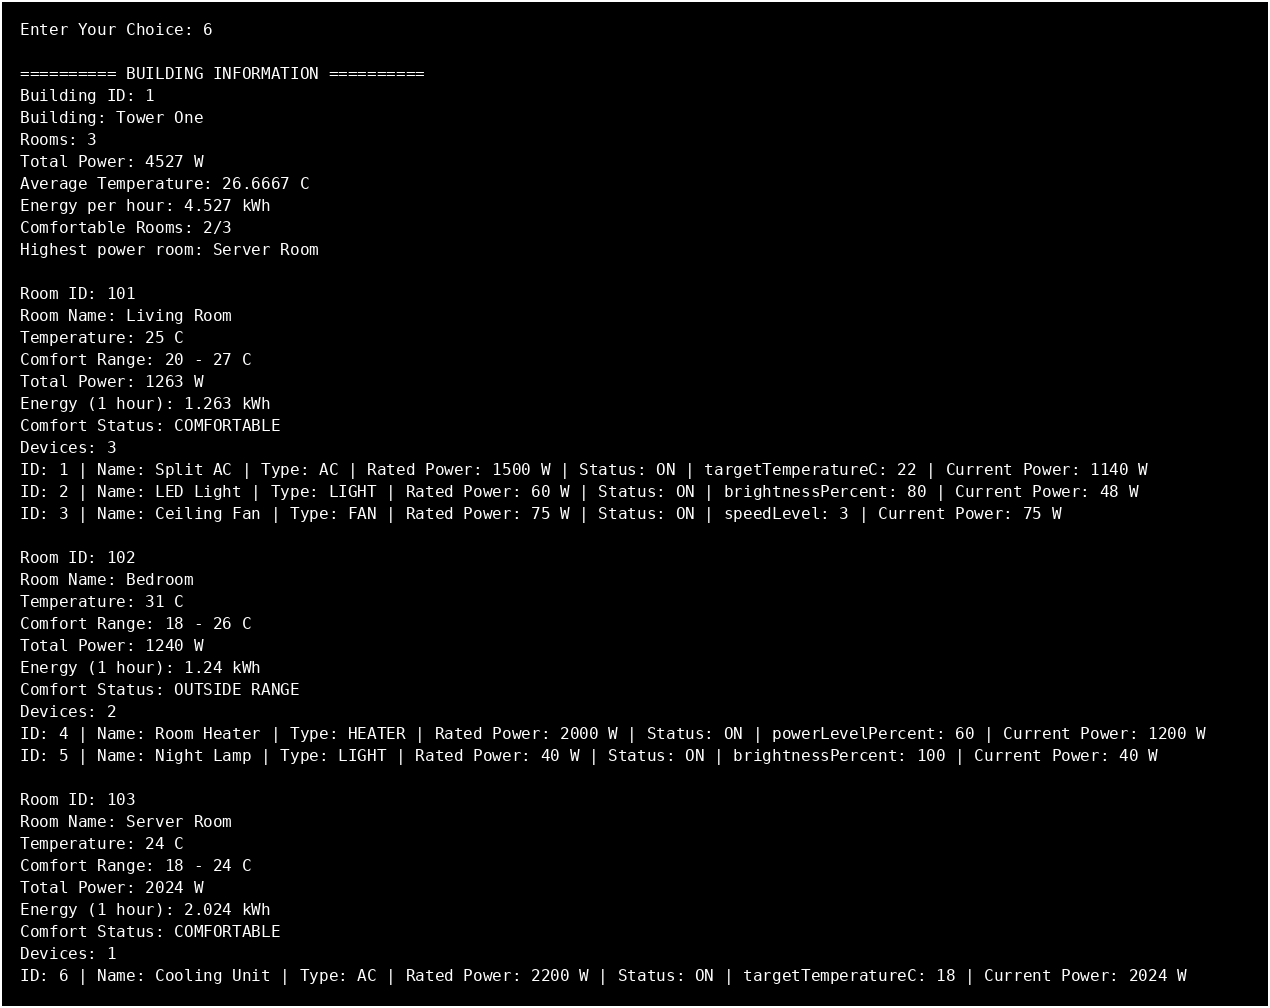 Enter Your Choice: 6
========== BUILDING INFORMATION ==========
Building ID: 1
Building: Tower One
Rooms: 3
Total Power: 4527 W
Average Temperature: 26.6667 C
Energy per hour: 4.527 kWh
Comfortable Rooms: 2/3
Highest power room: Server Room
Room ID: 101
Room Name: Living Room
Temperature: 25 C
Comfort Range: 20 - 27 C
Total Power: 1263 W
Energy (1 hour): 1.263 kWh
Comfort Status: COMFORTABLE
Devices: 3
ID: 1 | Name: Split AC | Type: AC | Rated Power: 1500 W | Status: ON | targetTemperatureC: 22 | Current Power: 1140 W
ID: 2 | Name: LED Light | Type: LIGHT | Rated Power: 60 W | Status: ON | brightnessPercent: 80 | Current Power: 48 W
ID: 3 | Name: Ceiling Fan | Type: FAN | Rated Power: 75 W | Status: ON | speedLevel: 3 | Current Power: 75 W
Room ID: 102
Room Name: Bedroom
Temperature: 31 C
Comfort Range: 18 - 26 C
Total Power: 1240 W
Energy (1 hour): 1.24 kWh
Comfort Status: OUTSIDE RANGE
Devices: 2
ID: 4 | Name: Room Heater | Type: HEATER | Rated Power: 2000 W | Status: ON | powerLevelPercent: 60 | Current Power: 1200 W
ID: 5 | Name: Night Lamp | Type: LIGHT | Rated Power: 40 W | Status: ON | brightnessPercent: 100 | Current Power: 40 W
Room ID: 103
Room Name: Server Room
Temperature: 24 C
Comfort Range: 18 - 24 C
Total Power: 2024 W
Energy (1 hour): 2.024 kWh
Comfort Status: COMFORTABLE
Devices: 1
ID: 6 | Name: Cooling Unit | Type: AC | Rated Power: 2200 W | Status: ON | targetTemperatureC: 18 | Current Power: 2024 W